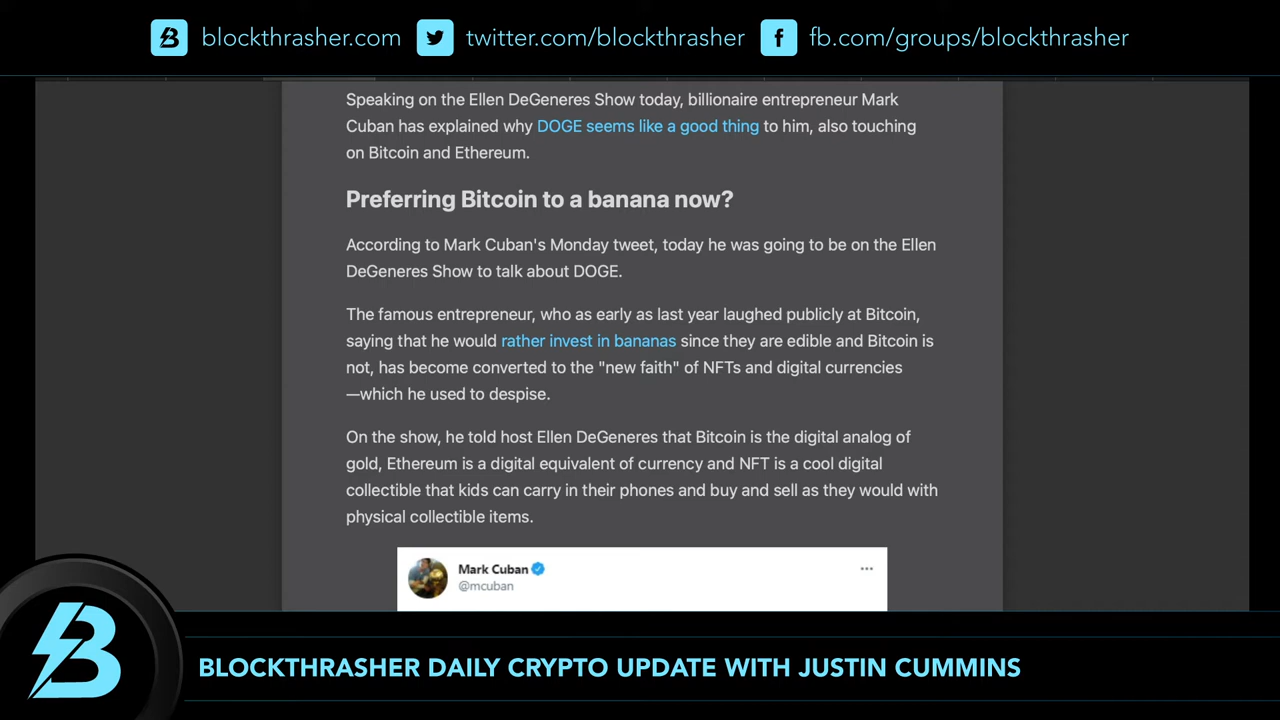 blockthrasher.com
twitter.com/blockthrasher
fb.com/groups/blockthrasher
Speaking on the Ellen DeGeneres Show today, billionaire entrepreneur Mark
Cuban has explained why DOGE seems like a good thing to him, also touching
on Bitcoin and Ethereum.
Preferring Bitcoin to a banana now?
According to Mark Cuban's Monday tweet, today he was going to be on the Ellen
DeGeneres Show to talk about DOGE.
The famous entrepreneur, who as early as last year laughed publicly at Bitcoin,
saying that he would rather invest in bananas since they are edible and Bitcoin is
not, has become converted to the "new faith" of NFTs and digital currencies
—which he used to despise.
On the show, he told host Ellen DeGeneres that Bitcoin is the digital analog of
gold, Ethereum is a digital equivalent of currency and NFT is a cool digital
collectible that kids can carry in their phones and buy and sell as they would with
physical collectible items.
Mark Cuban
@mcuban
B
BLOCKTHRASHER DAILY CRYPTO UPDATE WITH JUSTIN CUMMINS